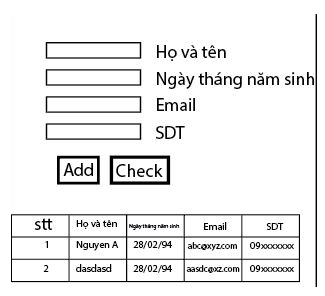 Họ và tên
Ngày tháng năm sinh
Email
SDT
Add Check
stt Họ và tên Ngày tháng năm sinh Email SDT
1 Nguyen A 28/02/94 abc@xyz.com 09xxxxxxx
2 dasdasd 28/02/94 aasdc@xz.com 09xxxxxxx